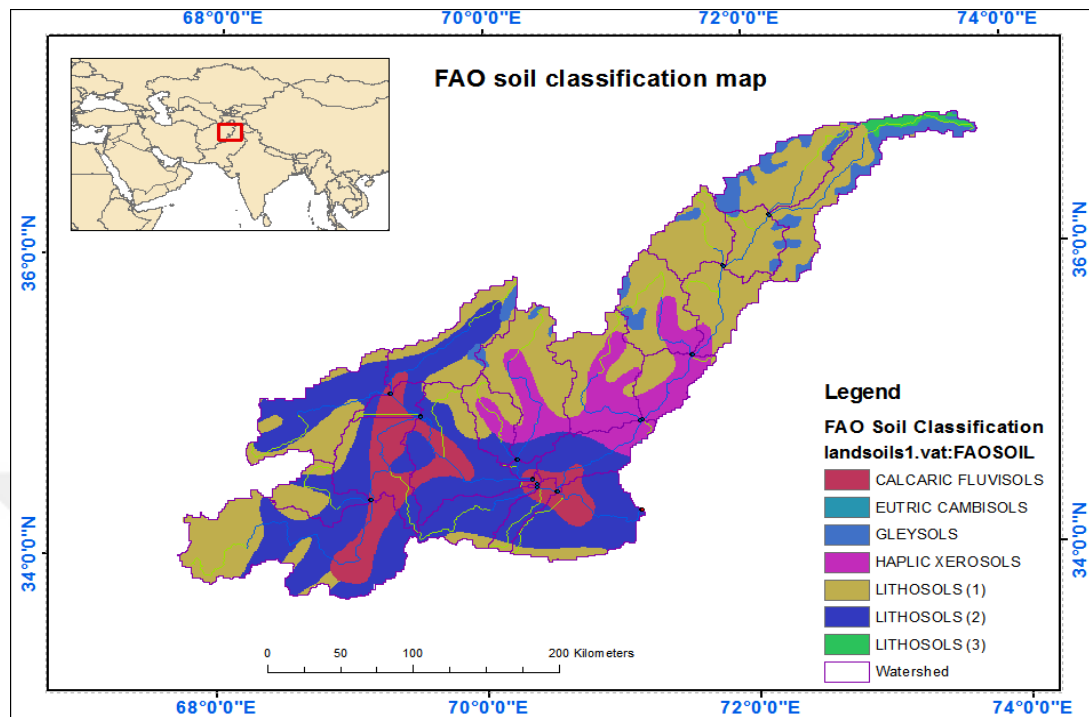 68°0'0"E 70°0'0"E 72°0'0"E 74°0'0"E
FAO soil classification map
36°0'0"N
36°0'0"N
34°0'0"N
34°0'0"N
Legend
FAO Soil Classification
landsoils1.vat:FAOSOIL
CALCARIC FLUVISOLS
EUTRIC CAMBISOLS
GLEYSOLS
HAPLIC XEROSOLS
LITHOSOLS (1)
LITHOSOLS (2)
LITHOSOLS (3)
Watershed
0 50 100 200 Kilometers
68°0'0"E 70°0'0"E 72°0'0"E 74°0'0"E